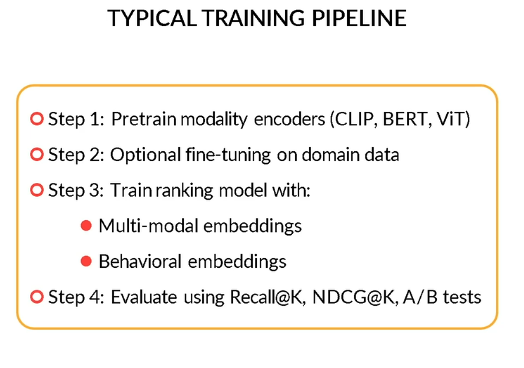 TYPICAL TRAINING PIPELINE
Step 1: Pretrain modality encoders (CLIP, BERT, ViT)
Step 2: Optional fine-tuning on domain data
Step 3: Train ranking model with:
Multi-modal embeddings
Behavioral embeddings
Step 4: Evaluate using Recall@K, NDCG@K, A/B tests